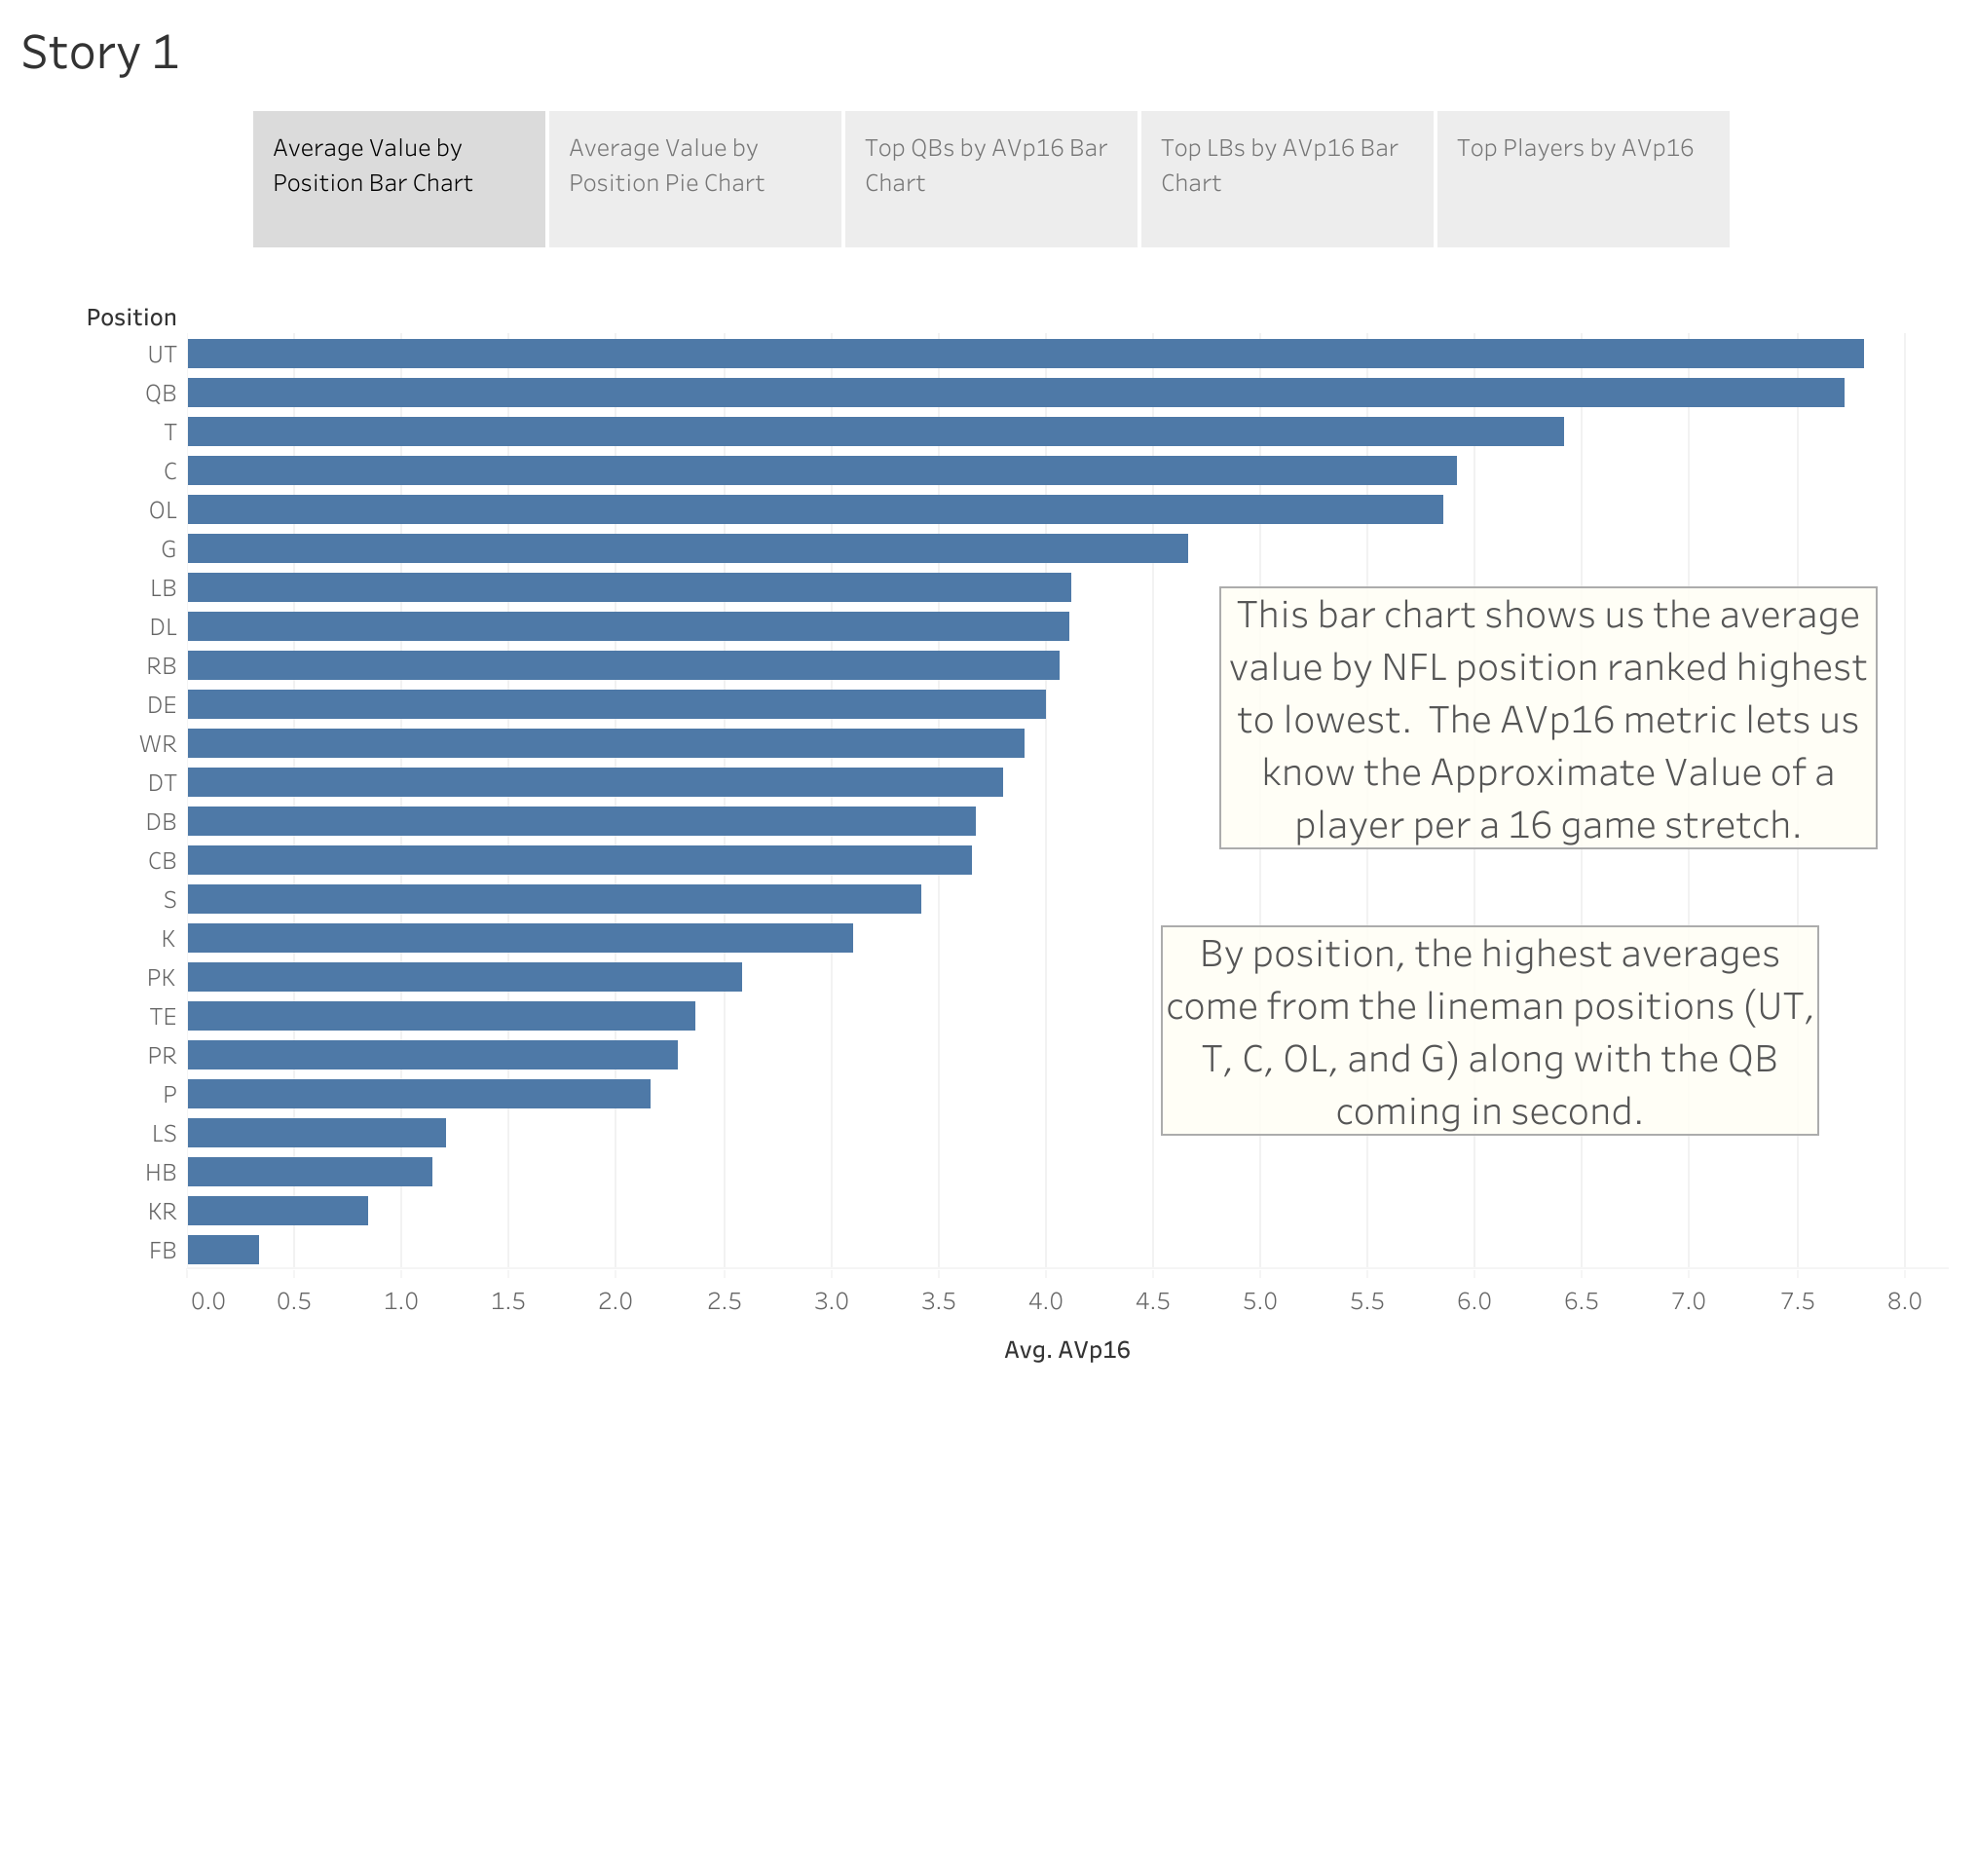 Story 1
Average Value by
Position Bar Chart
Average Value by
Position Pie Chart
Top QBs by AVp16 Bar
Chart
Top LBs by AVp16 Bar
Chart
Top Players by AVp16
Position
UT
QB
T
C
OL
G
LB
DL
RB
DE
WR
DT
DB
CB
S
K
PK
TE
PR
P
LS
HB
KR
FB
This bar chart shows us the average
value by NFL position ranked highest
to lowest.  The AVp16 metric lets us
know the Approximate Value of a
player per a 16 game stretch.
By position, the highest averages
come from the lineman positions (UT,
T, C, OL, and G) along with the QB
coming in second.
0.0 0.5 1.0 1.5 2.0 2.5 3.0 3.5 4.0 4.5 5.0 5.5 6.0 6.5 7.0 7.5 8.0
Avg. AVp16